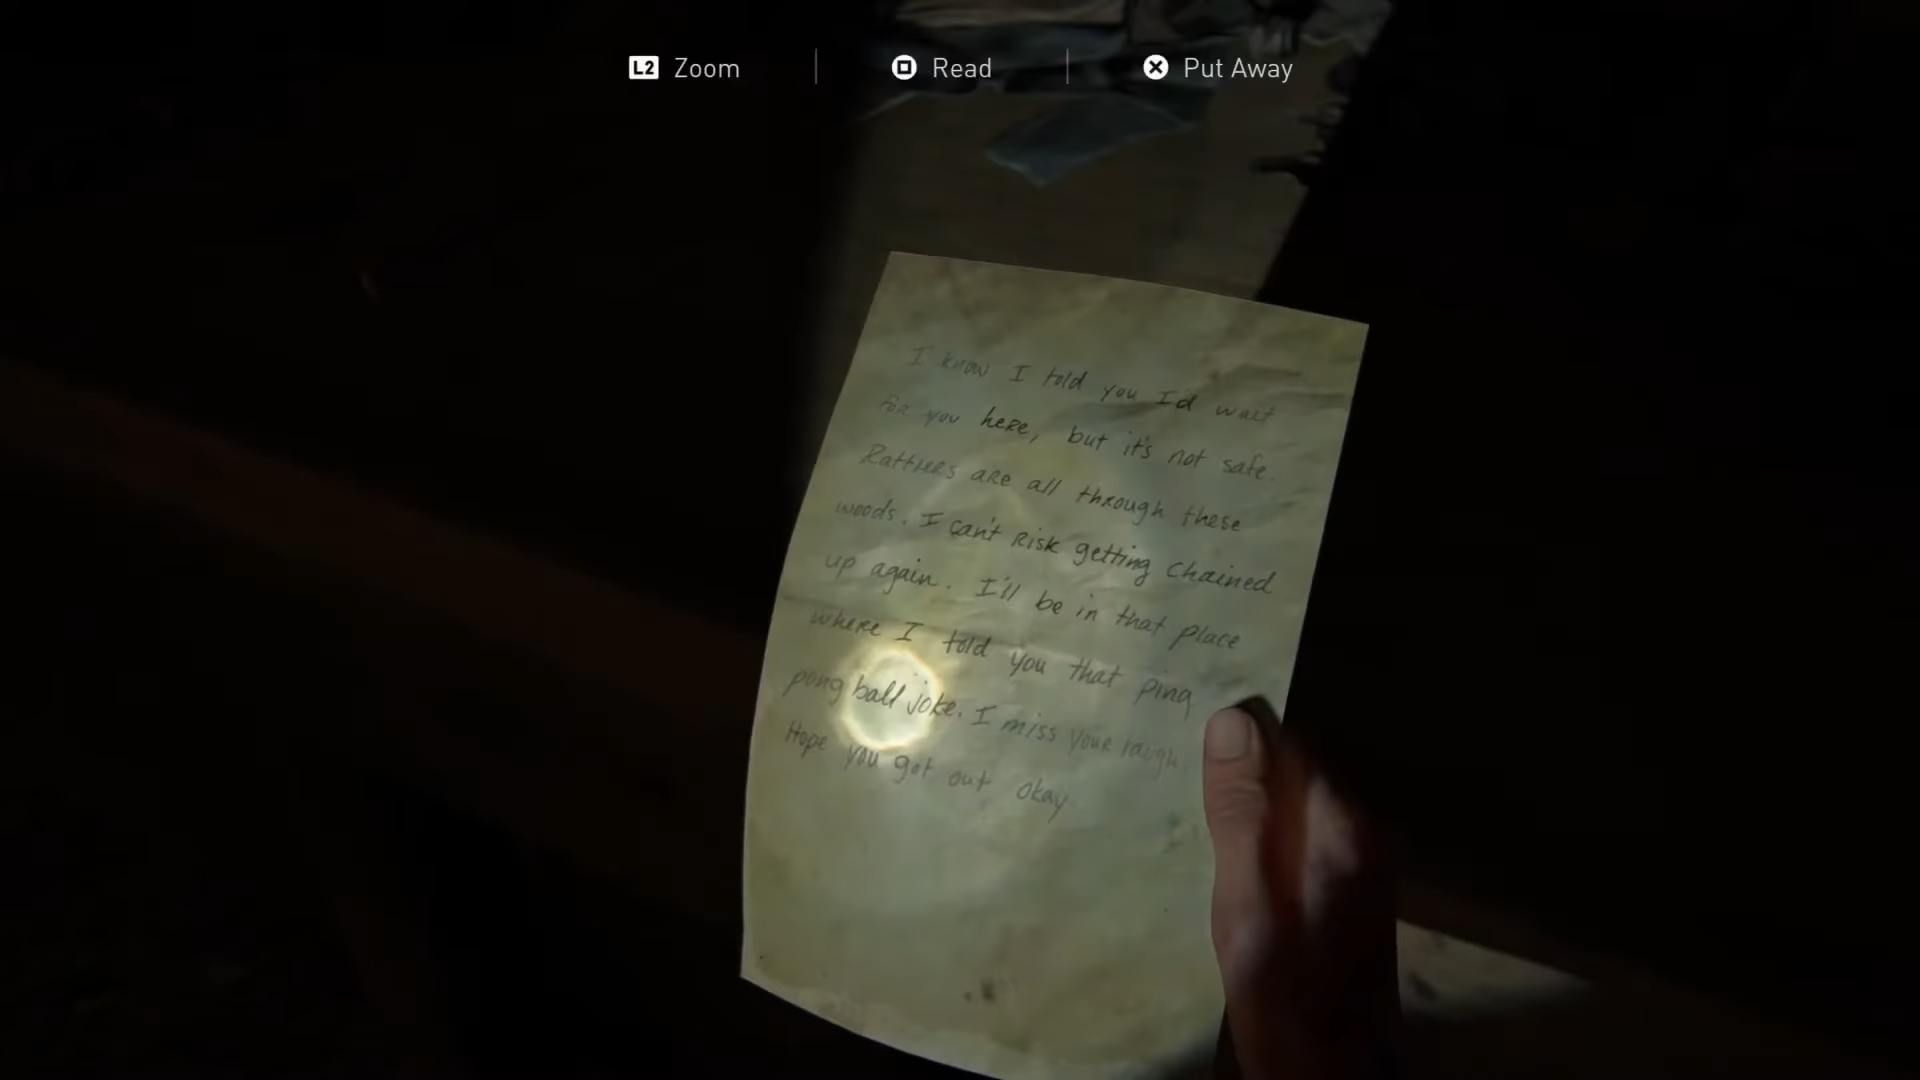 L2 Zoom Read Put Away
I know I told you I'd wait
for you here, but it's not safe.
Rattlers are all through these
woods. I can't risk getting chained
up again. I'll be in that place
where I told you that ping
pong ball joke. I miss your laugh.
Hope you got out okay